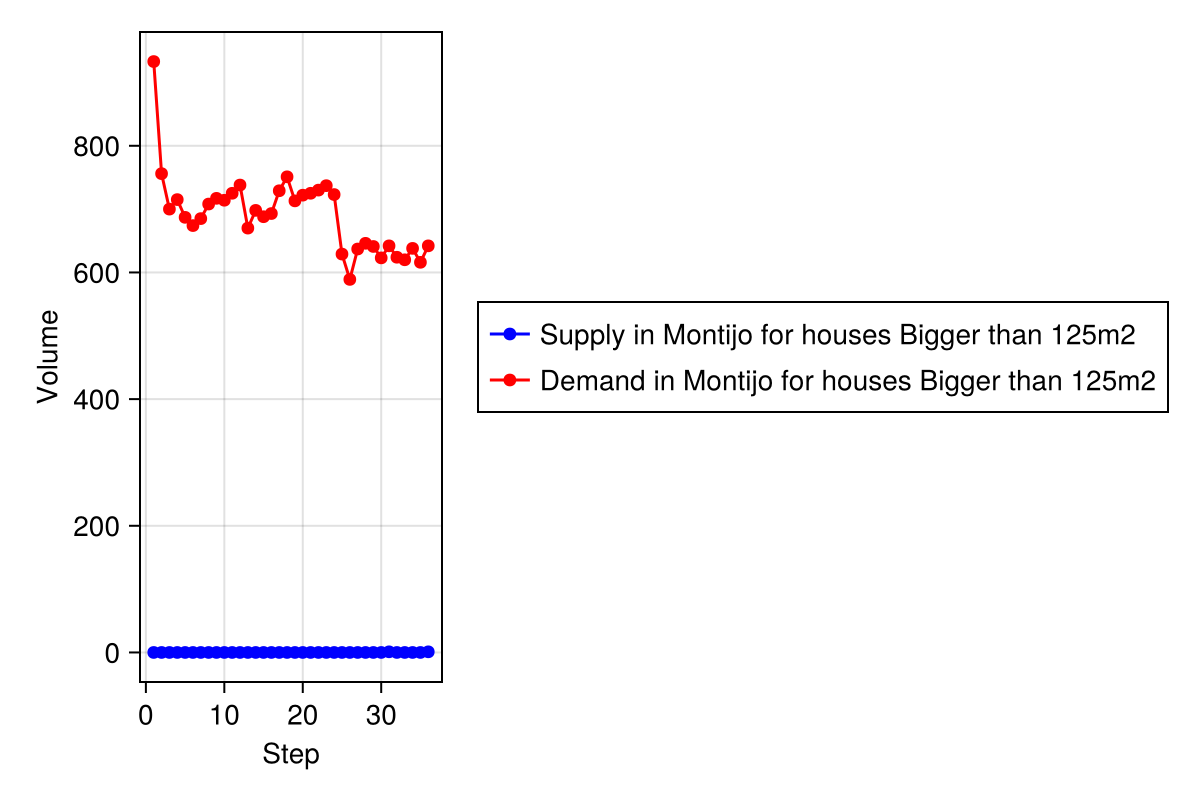 800
600
400
200
0
Volume
0 10 20 30
Step
Supply in Montijo for houses Bigger than 125m2
Demand in Montijo for houses Bigger than 125m2